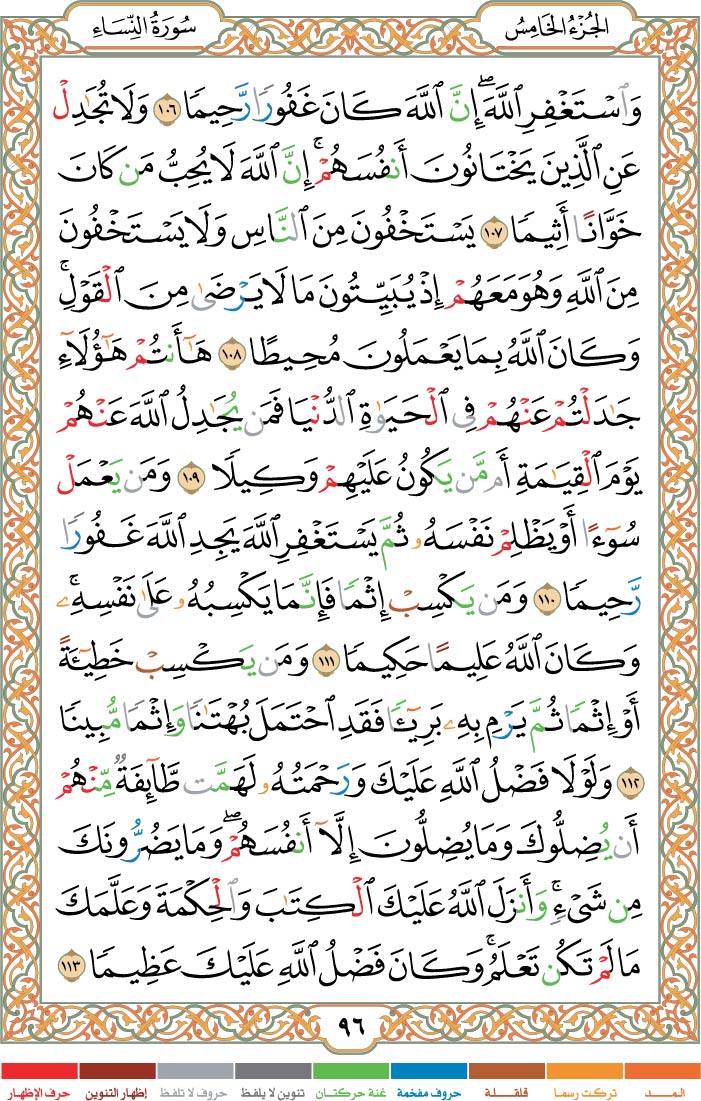 الجُزْءُ الخَامِسُ
سُورَةُ النِّسَاءِ
وَٱسْتَغْفِرِ ٱللَّهَۖ إِنَّ ٱللَّهَ كَانَ غَفُورًا رَّحِيمًا ١٠٦ وَلَا تُجَٰدِلْ
عَنِ ٱلَّذِينَ يَخْتَانُونَ أَنفُسَهُمْۚ إِنَّ ٱللَّهَ لَا يُحِبُّ مَن كَانَ
خَوَّانًا أَثِيمًا ١٠٧ يَسْتَخْفُونَ مِنَ ٱلنَّاسِ وَلَا يَسْتَخْفُونَ
مِنَ ٱللَّهِ وَهُوَ مَعَهُمْ إِذْ يُبَيِّتُونَ مَا لَا يَرْضَىٰ مِنَ ٱلْقَوْلِۚ
وَكَانَ ٱللَّهُ بِمَا يَعْمَلُونَ مُحِيطًا ١٠٨ هَٰٓأَنتُمْ هَٰٓؤُلَآءِ
جَٰدَلْتُمْ عَنْهُمْ فِى ٱلْحَيَوٰةِ ٱلدُّنْيَا فَمَن يُجَٰدِلُ ٱللَّهَ عَنْهُمْ
يَوْمَ ٱلْقِيَٰمَةِ أَم مَّن يَكُونُ عَلَيْهِمْ وَكِيلًا ١٠٩ وَمَن يَعْمَلْ
سُوٓءًا أَوْ يَظْلِمْ نَفْسَهُۥ ثُمَّ يَسْتَغْفِرِ ٱللَّهَ يَجِدِ ٱللَّهَ غَفُورًا
رَّحِيمًا ١١٠ وَمَن يَكْسِبْ إِثْمًا فَإِنَّمَا يَكْسِبُهُۥ عَلَىٰ نَفْسِهِۦۚ
وَكَانَ ٱللَّهُ عَلِيمًا حَكِيمًا ١١١ وَمَن يَكْسِبْ خَطِيٓـَٔةً
أَوْ إِثْمًا ثُمَّ يَرْمِ بِهِۦ بَرِيٓـًٔا فَقَدِ ٱحْتَمَلَ بُهْتَٰنًا وَإِثْمًا مُّبِينًا
١١٢ وَلَوْلَا فَضْلُ ٱللَّهِ عَلَيْكَ وَرَحْمَتُهُۥ لَهَمَّت طَّآئِفَةٌ مِّنْهُمْ
أَن يُضِلُّوكَ وَمَا يُضِلُّونَ إِلَّآ أَنفُسَهُمْۖ وَمَا يَضُرُّونَكَ
مِن شَىْءٍۚ وَأَنزَلَ ٱللَّهُ عَلَيْكَ ٱلْكِتَٰبَ وَٱلْحِكْمَةَ وَعَلَّمَكَ
مَا لَمْ تَكُن تَعْلَمُۚ وَكَانَ فَضْلُ ٱللَّهِ عَلَيْكَ عَظِيمًا ١١٣
٩٦
المــد تركت رسما قلقلة حروف مفخمة غنة حركتان تنوين لا يلفظ حروف لا تلفظ إظهار التنوين حرف الإظهار